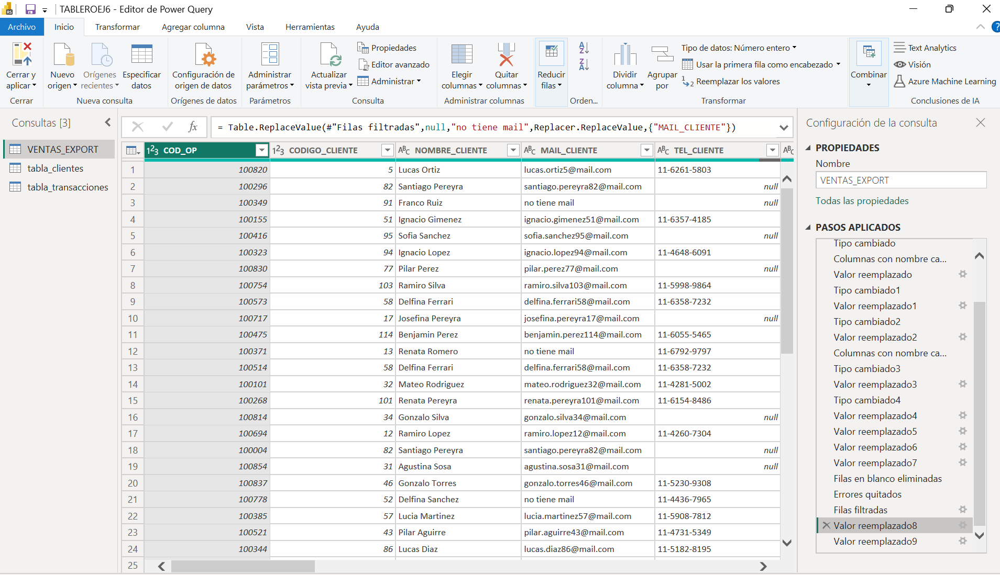 TABLEROEJ6 - Editor de Power Query
Archivo Inicio Transformar Agregar columna Vista Herramientas Ayuda
Cerrar y aplicar
Nuevo origen
Orígenes recientes
Especificar datos
Configuración de origen de datos
Administrar parámetros
Actualizar vista previa
Propiedades
Editor avanzado
Administrar
Elegir columnas
Quitar columnas
Reducir filas
Dividir columna
Agrupar por
Tipo de datos: Número entero
Usar la primera fila como encabezado
Reemplazar los valores
Combinar
Text Analytics
Visión
Azure Machine Learning
Cerrar Nueva consulta Orígenes de datos Parámetros Consulta Administrar columnas Orden... Transformar Conclusiones de IA
Consultas [3]
VENTAS_EXPORT
tabla_clientes
tabla_transacciones
fx = Table.ReplaceValue(#"Filas filtradas",null,"no tiene mail",Replacer.ReplaceValue,{"MAIL_CLIENTE"})
COD_OP CODIGO_CLIENTE NOMBRE_CLIENTE MAIL_CLIENTE TEL_CLIENTE
1 100820 5 Lucas Ortiz lucas.ortiz5@mail.com 11-6261-5803
2 100296 82 Santiago Pereyra santiago.pereyra82@mail.com null
3 100349 91 Franco Ruiz no tiene mail null
4 100155 51 Ignacio Gimenez ignacio.gimenez51@mail.com 11-6357-4185
5 100416 95 Sofia Sanchez sofia.sanchez95@mail.com null
6 100323 94 Ignacio Lopez ignacio.lopez94@mail.com 11-4648-6091
7 100830 77 Pilar Perez pilar.perez77@mail.com null
8 100754 103 Ramiro Silva ramiro.silva103@mail.com 11-5998-9864
9 100573 58 Delfina Ferrari delfina.ferrari58@mail.com 11-6358-7232
10 100717 17 Josefina Pereyra josefina.pereyra17@mail.com null
11 100475 114 Benjamin Perez benjamin.perez114@mail.com 11-6055-5465
12 100371 13 Renata Romero no tiene mail 11-6792-9797
13 100514 58 Delfina Ferrari delfina.ferrari58@mail.com 11-6358-7232
14 100101 32 Mateo Rodriguez mateo.rodriguez32@mail.com 11-4281-5002
15 100268 101 Renata Pereyra renata.pereyra101@mail.com 11-6154-8486
16 100814 34 Gonzalo Silva gonzalo.silva34@mail.com null
17 100694 12 Ramiro Lopez ramiro.lopez12@mail.com 11-4260-7304
18 100004 82 Santiago Pereyra santiago.pereyra82@mail.com null
19 100854 31 Agustina Sosa agustina.sosa31@mail.com null
20 100837 46 Gonzalo Torres gonzalo.torres46@mail.com 11-5230-9308
21 100778 52 Delfina Sanchez no tiene mail 11-4436-7965
22 100385 57 Lucia Martinez lucia.martinez57@mail.com 11-5908-7812
23 100521 43 Pilar Aguirre pilar.aguirre43@mail.com 11-4731-5349
24 100344 86 Lucas Diaz lucas.diaz86@mail.com 11-5182-8195
25
Configuración de la consulta
PROPIEDADES
Nombre
VENTAS_EXPORT
Todas las propiedades
PASOS APLICADOS
Tipo cambiado
Columnas con nombre ca...
Valor reemplazado
Tipo cambiado1
Valor reemplazado1
Tipo cambiado2
Valor reemplazado2
Columnas con nombre ca...
Tipo cambiado3
Valor reemplazado3
Tipo cambiado4
Valor reemplazado4
Valor reemplazado5
Valor reemplazado6
Valor reemplazado7
Filas en blanco eliminadas
Errores quitados
Filas filtradas
Valor reemplazado8
Valor reemplazado9